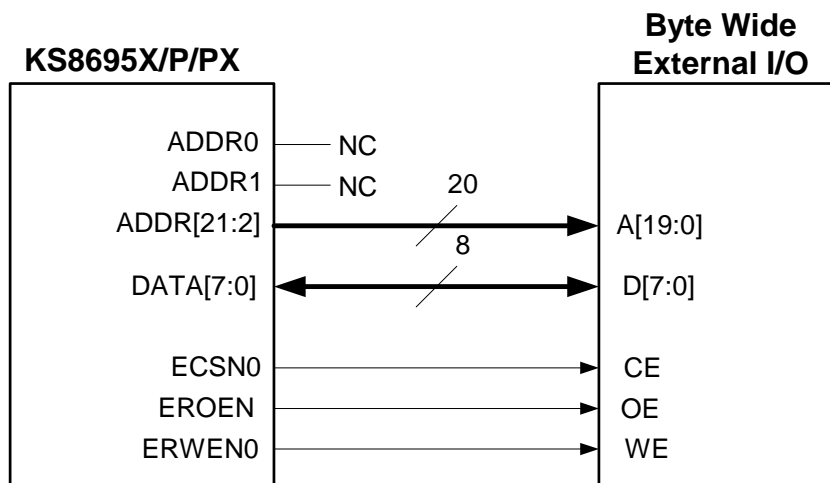 Byte Wide
External I/O
KS8695X/P/PX
ADDR0 NC
ADDR1 NC
20
ADDR[21:2] A[19:0]
8
DATA[7:0] D[7:0]
ECSN0 CE
EROEN OE
ERWEN0 WE